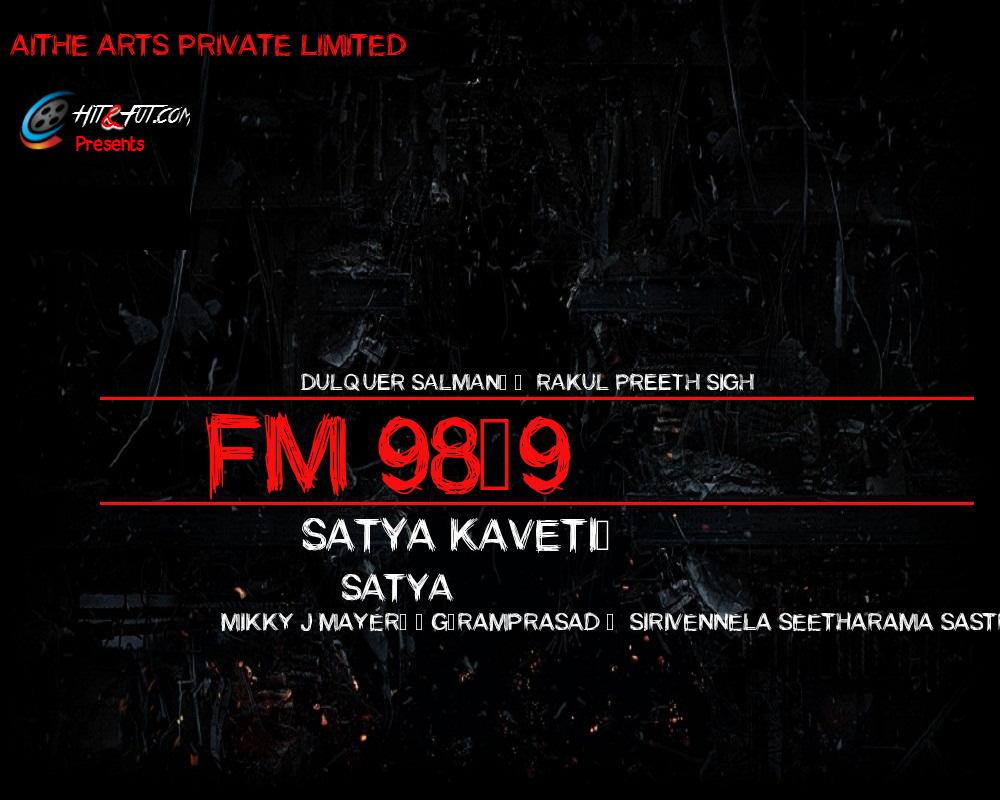 AITHE ARTS PRIVATE LIMITED
HIT&FUT.COM
Presents
DULQUER SALMAN▯ ▯ RAKUL PREETH SIGH
FM 98▯9
SATYA KAVETI▯
SATYA
MIKKY J MAYER▯ ▯ G▯RAMPRASAD ▯ SIRIVENNELA SEETHARAMA